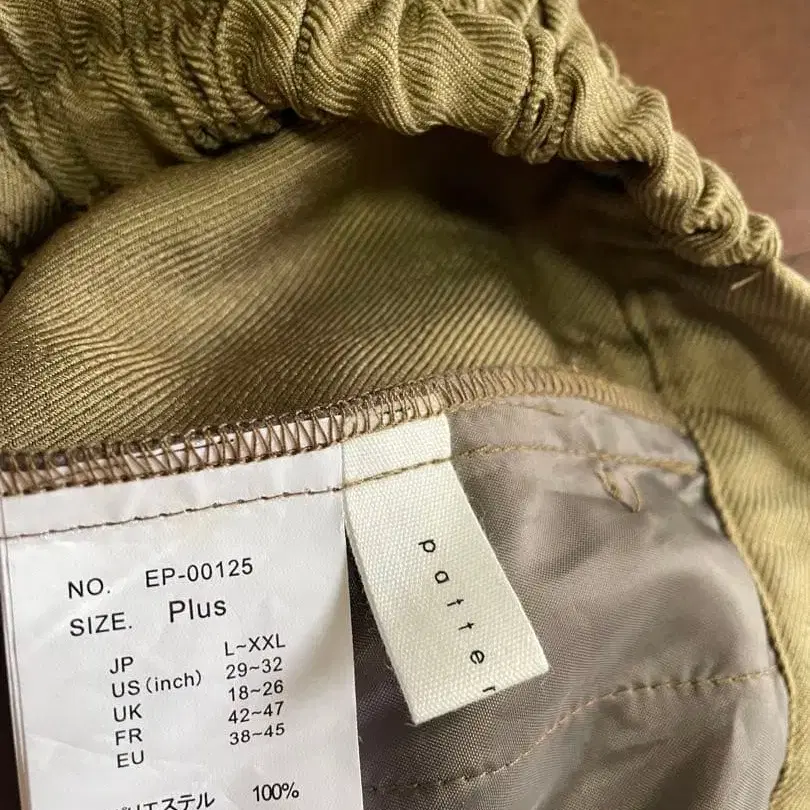 NO. EP-00125
SIZE. Plus
JP L~XXL
US(inch) 29~32
UK 18~26
FR 42~47
EU 38~45
ポリエステル 100%
patter